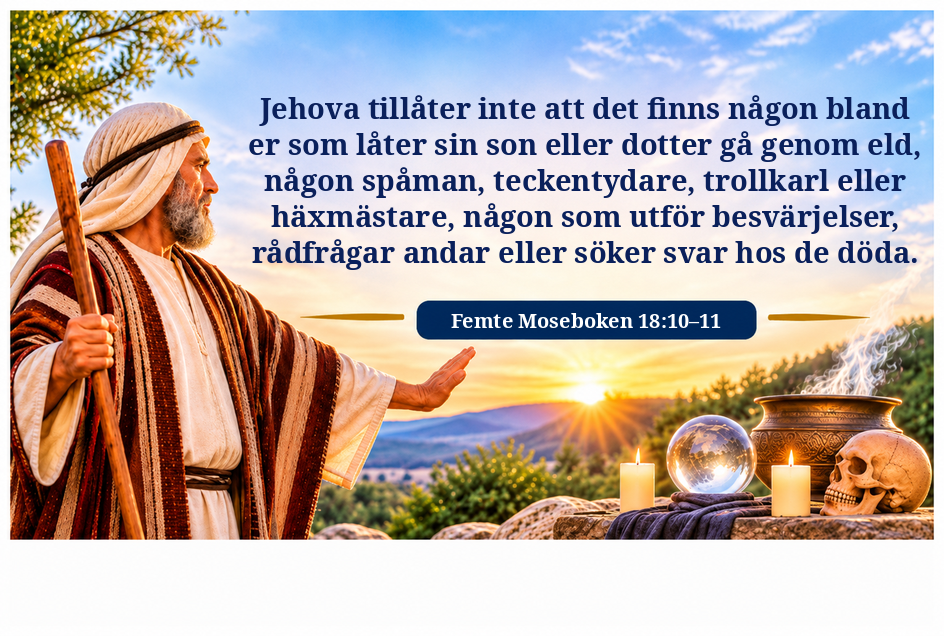 Jehova tillåter inte att det finns någon bland
er som låter sin son eller dotter gå genom eld,
någon spåman, teckentydare, trollkarl eller
häxmästare, någon som utför besvärjelser,
rådfrågar andar eller söker svar hos de döda.
Femte Moseboken 18:10–11